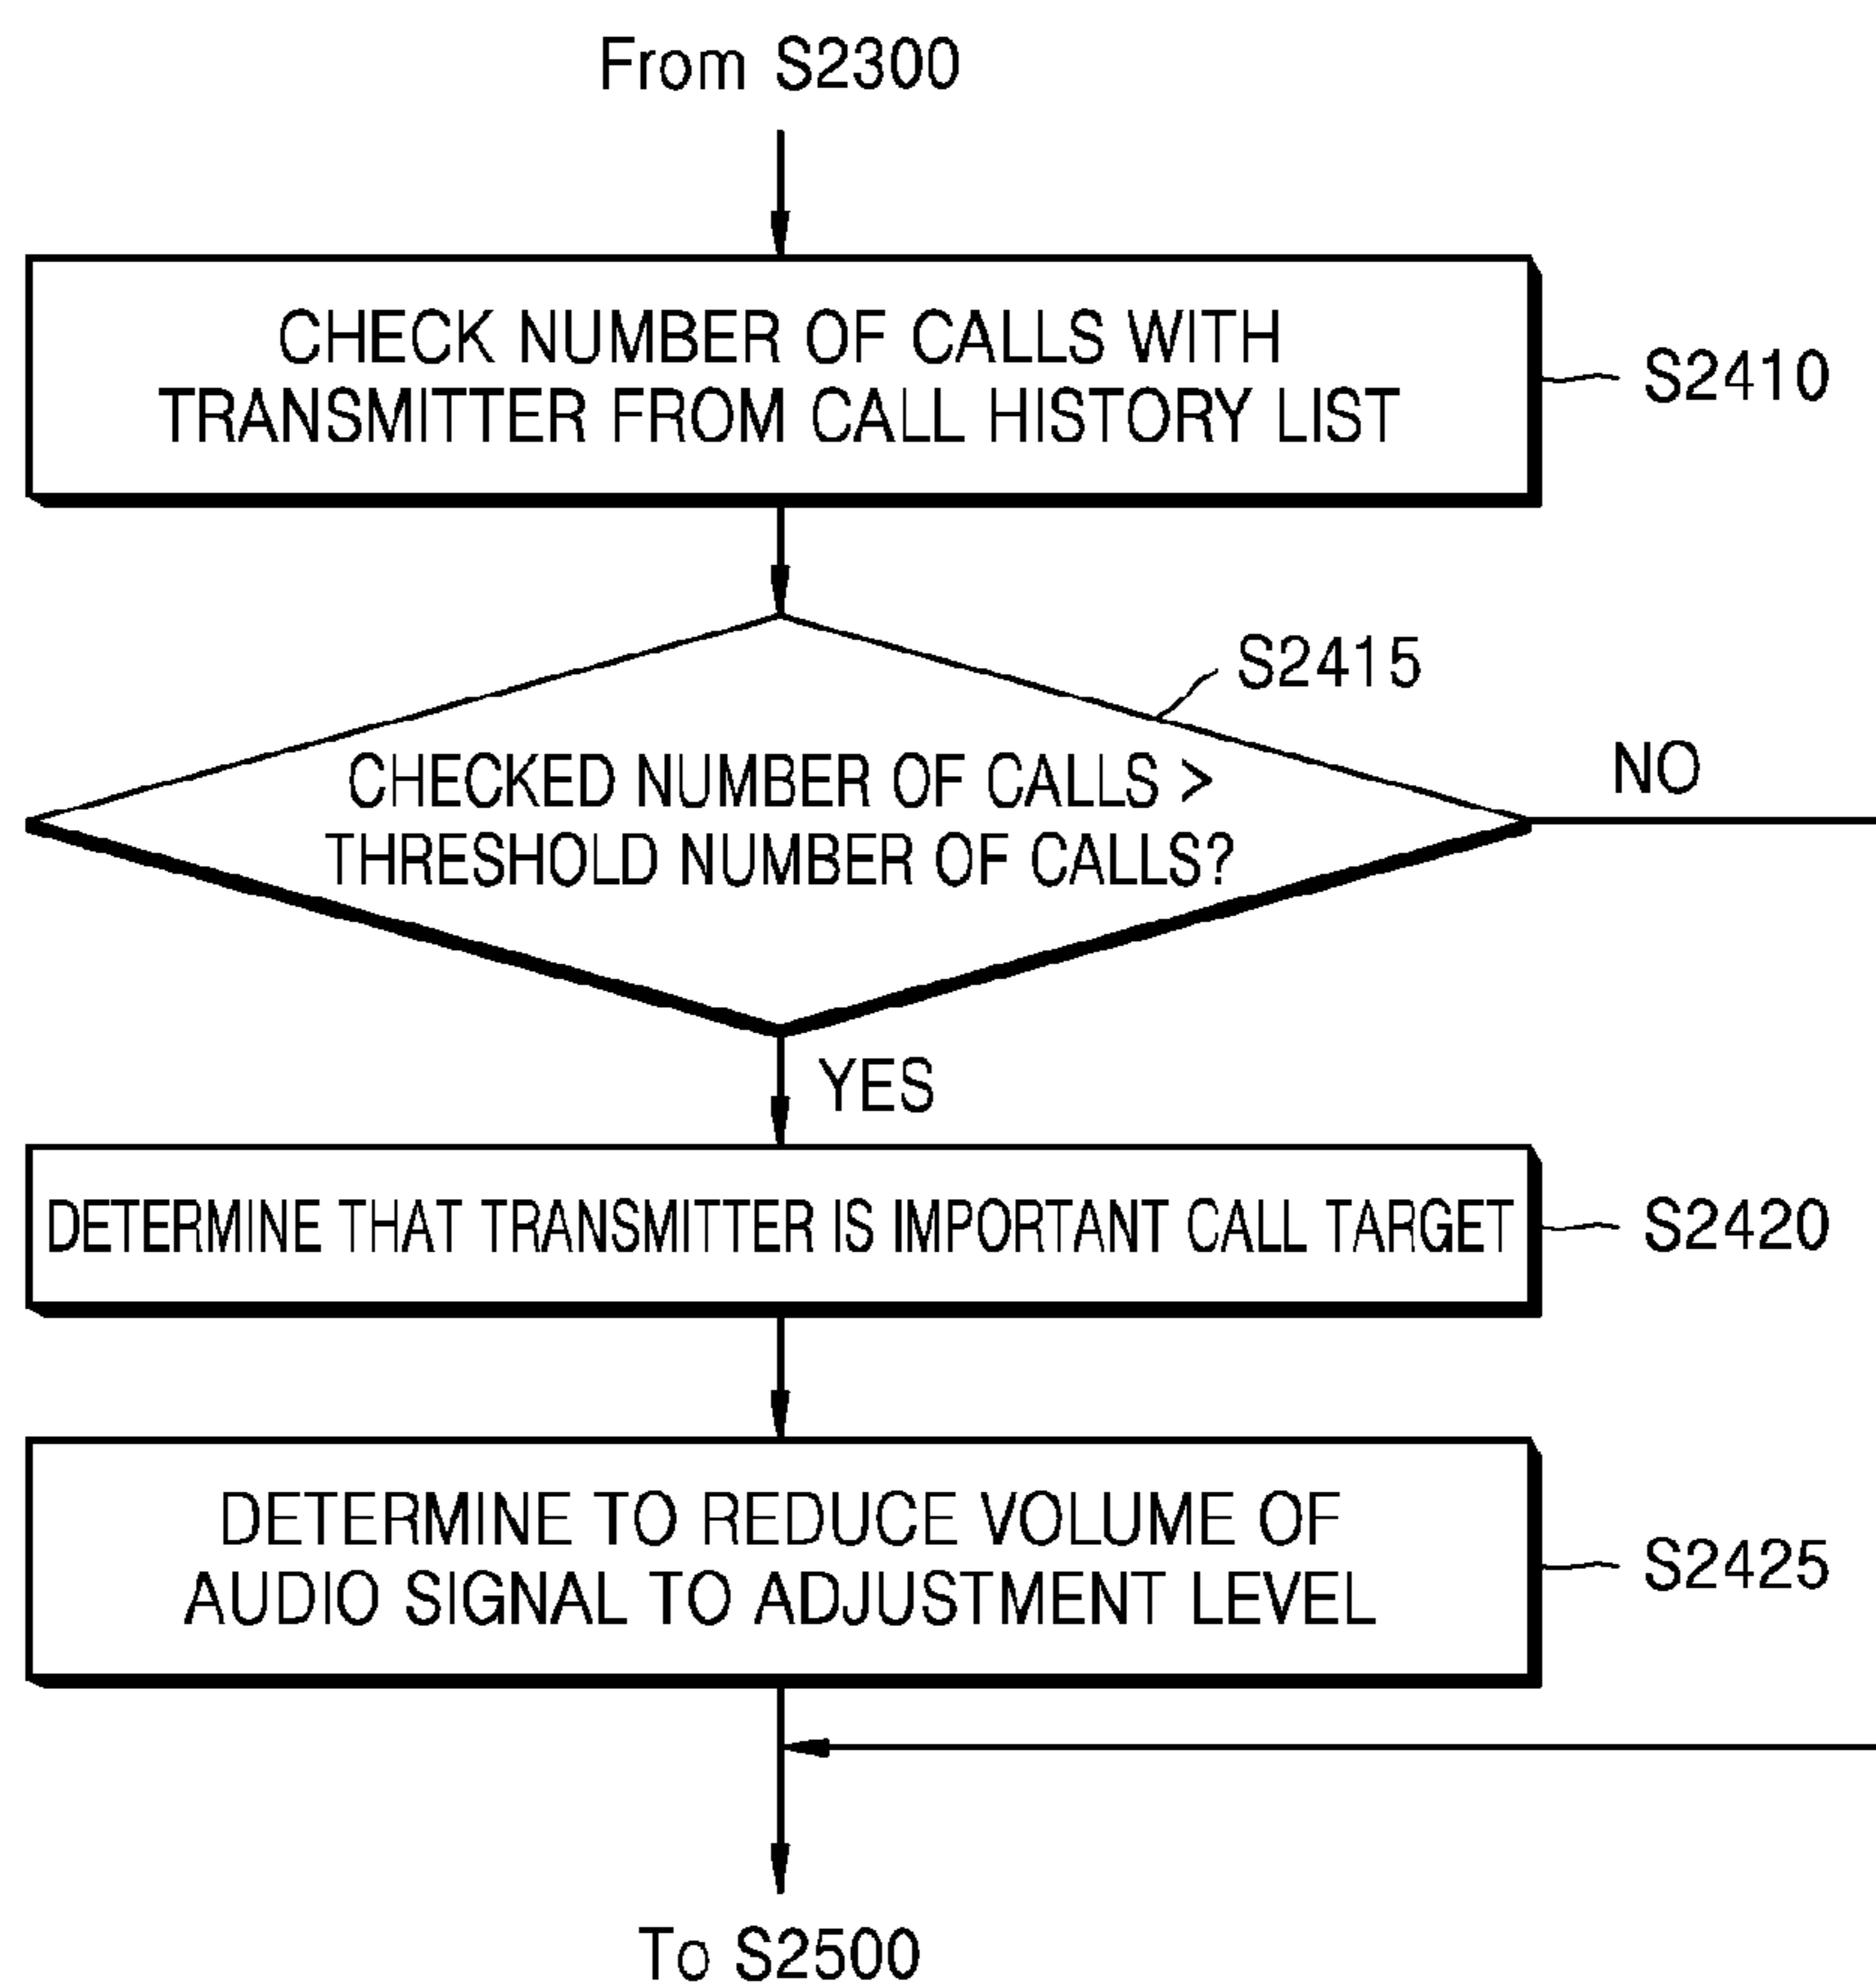 From S2300
CHECK NUMBER OF CALLS WITH
TRANSMITTER FROM CALL HISTORY LIST
S2410
S2415
CHECKED NUMBER OF CALLS >
THRESHOLD NUMBER OF CALLS?
NO
YES
DETERMINE THAT TRANSMITTER IS IMPORTANT CALL TARGET
S2420
DETERMINE TO REDUCE VOLUME OF
AUDIO SIGNAL TO ADJUSTMENT LEVEL
S2425
To S2500